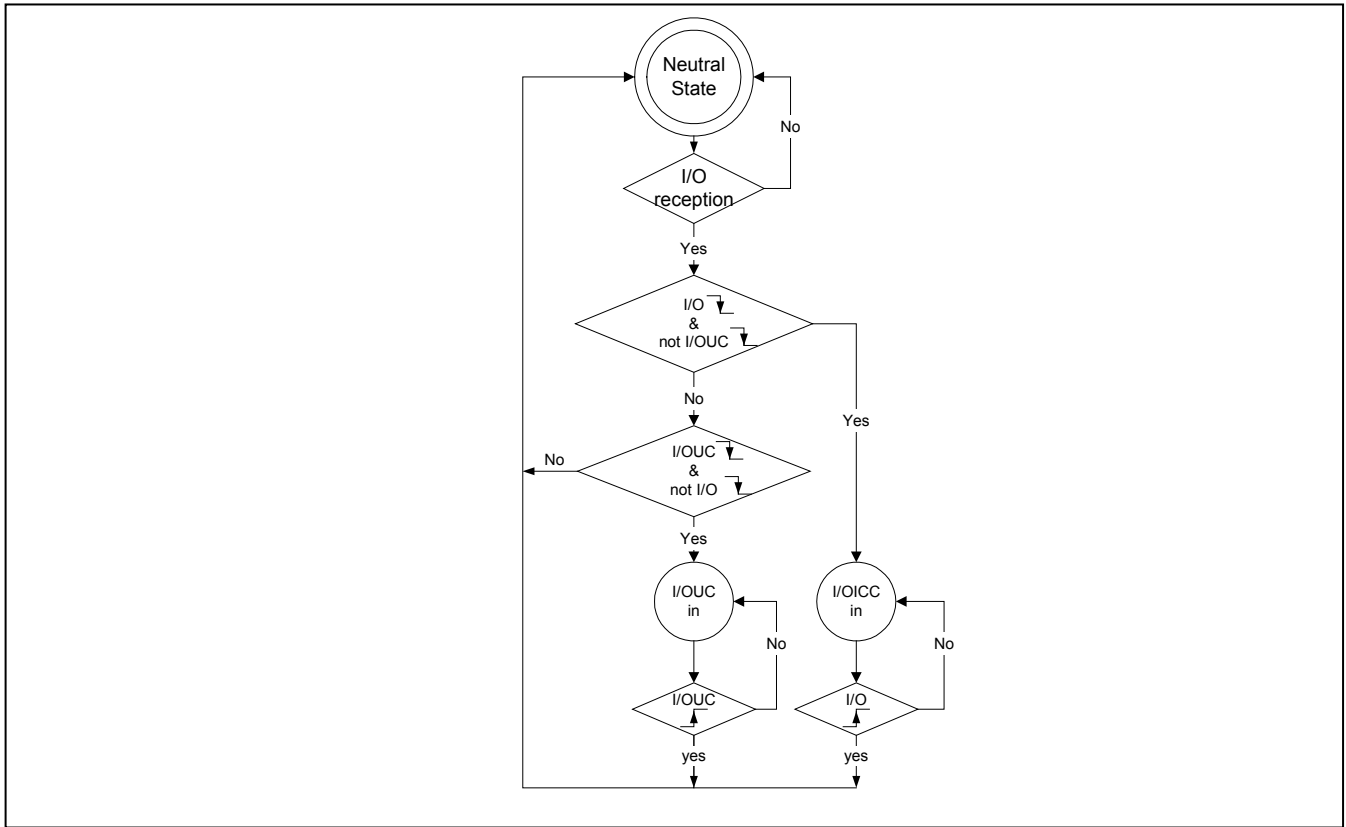 Neutral
State
No
I/O
reception
Yes
I/O
&
not I/OUC
No
Yes
I/OUC
&
not I/O
No
Yes
I/OUC
in
No
I/OICC
in
No
I/OUC
I/O
yes
yes